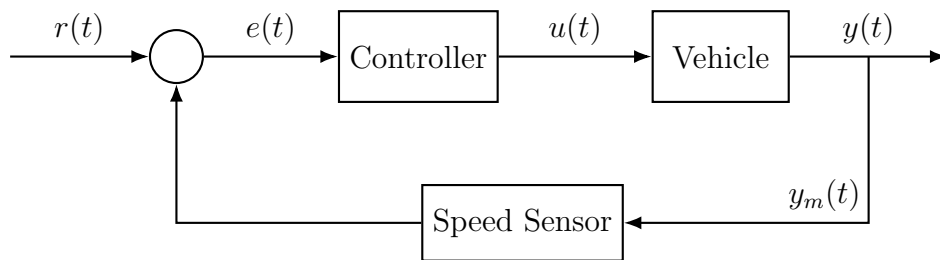 r(t)
e(t)
Controller
u(t)
Vehicle
y(t)
Speed Sensor
y_m(t)